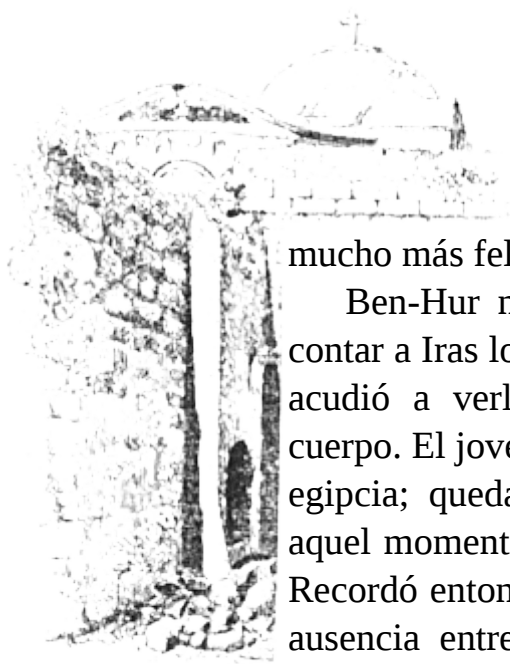 mucho más fel
Ben-Hur n
contar a Iras lo
acudió a verl
cuerpo. El jove
egipcia; queda
aquel moment
Recordó enton
ausencia entre